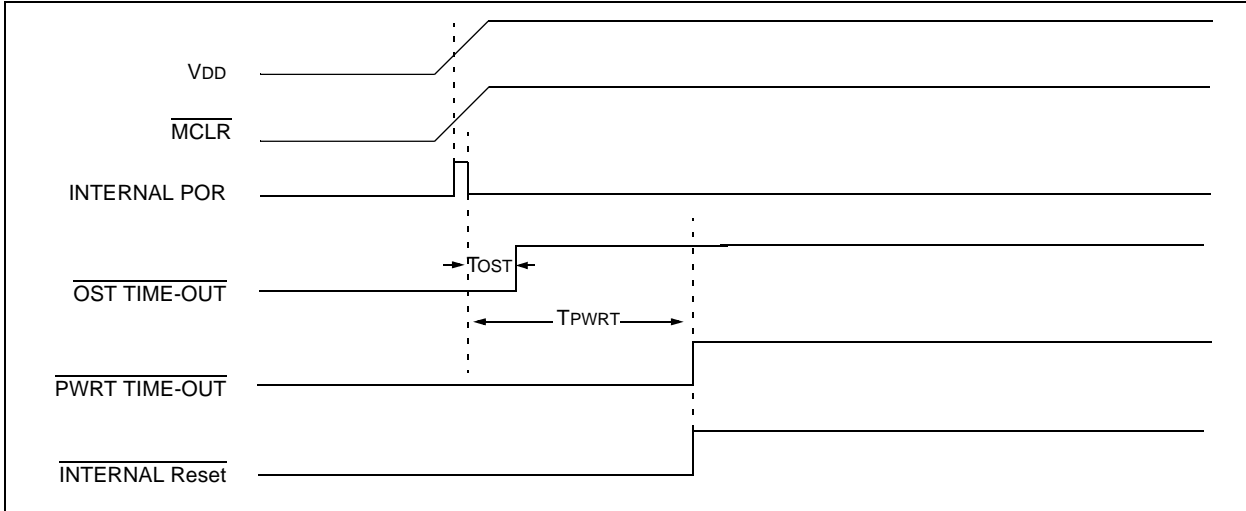 VDD
MCLR
INTERNAL POR
TOST
OST TIME-OUT
TPWRT
PWRT TIME-OUT
INTERNAL Reset